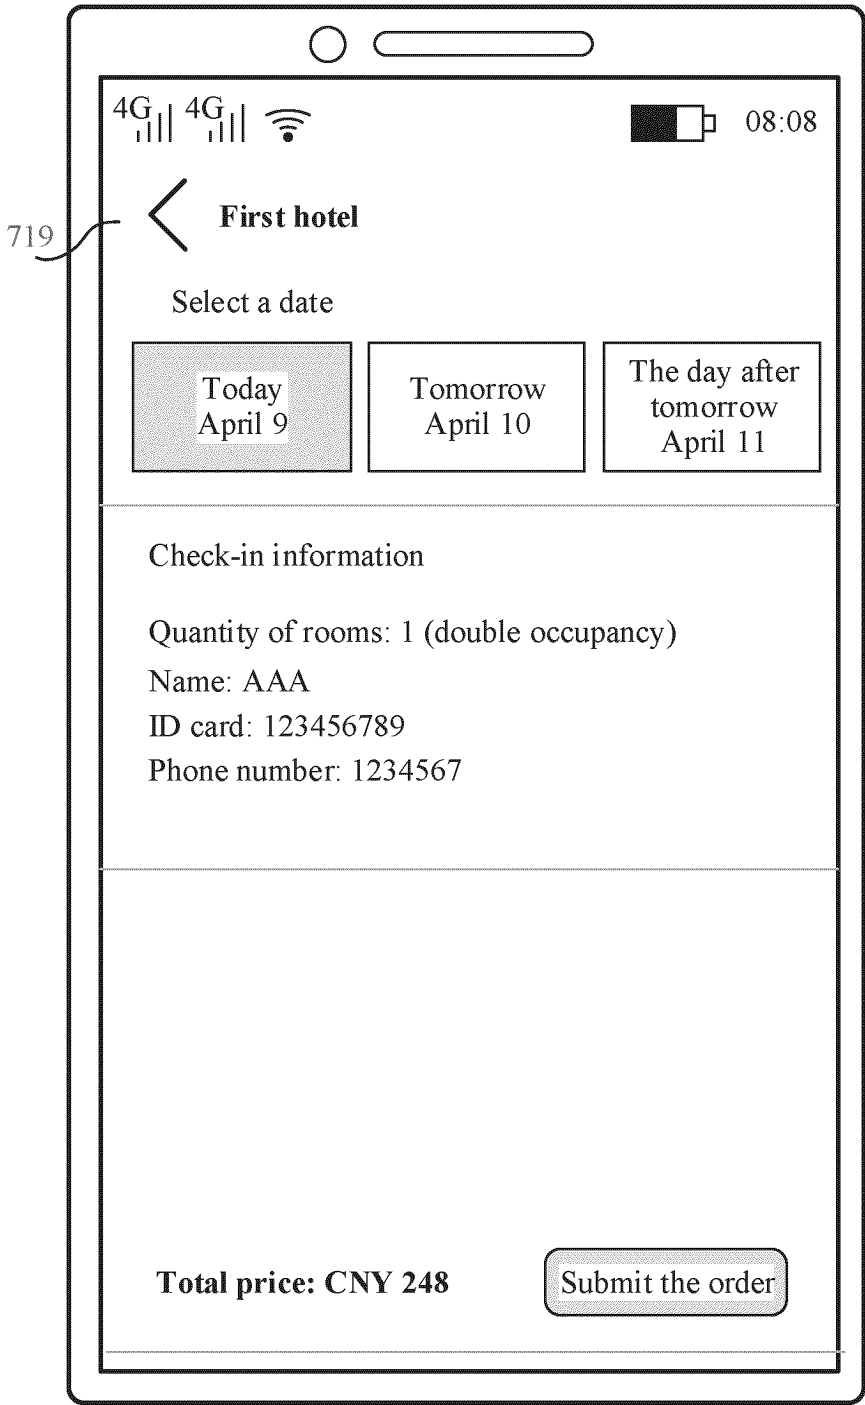 4G 4G 08:08
719
First hotel
Select a date
Today
April 9
Tomorrow
April 10
The day after
tomorrow
April 11
Check-in information
Quantity of rooms: 1 (double occupancy)
Name: AAA
ID card: 123456789
Phone number: 1234567
Total price: CNY 248
Submit the order